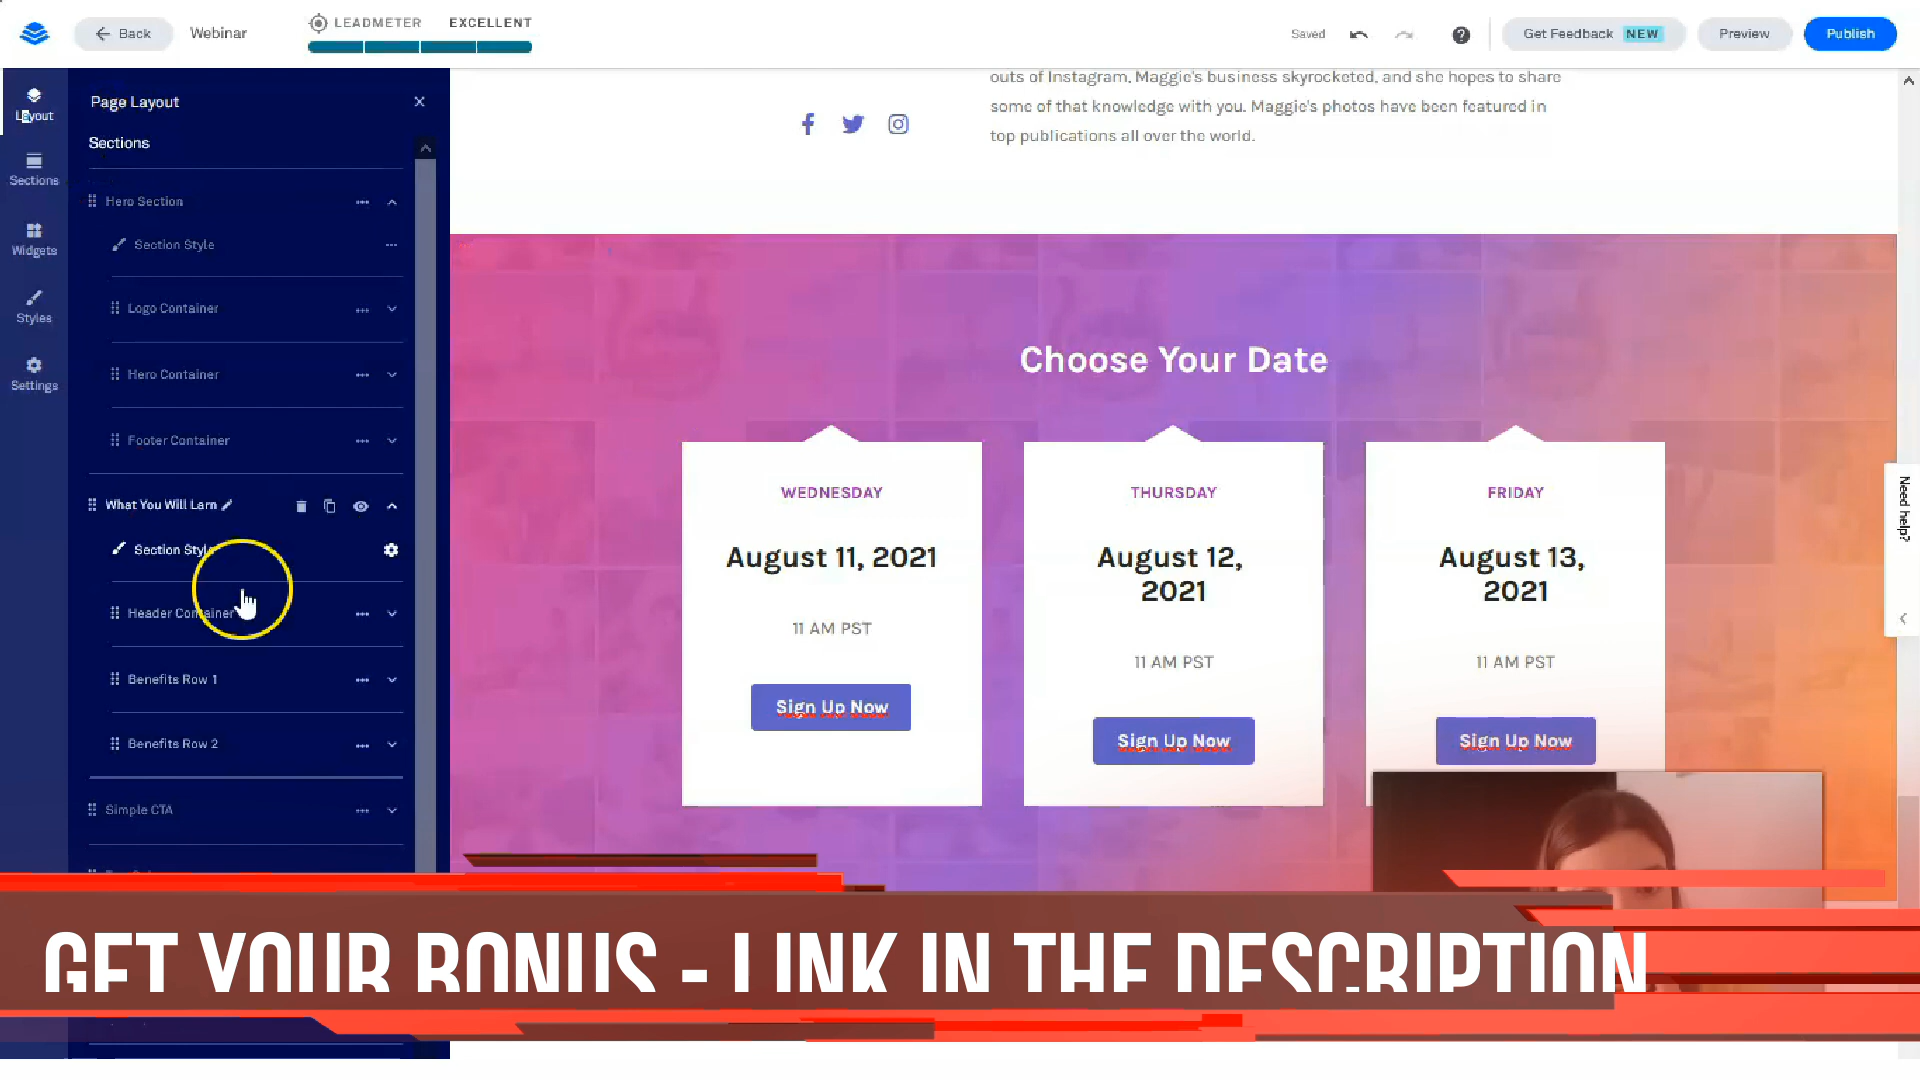 Back
Webinar
LEADMETER EXCELLENT
Saved
Get Feedback NEW
Preview
Publish
Layout
Sections
Widgets
Styles
Settings
Page Layout
Sections
Hero Section
Section Style
Logo Container
Hero Container
Footer Container
What You Will Larn
Section Style
Header Container
Benefits Row 1
Benefits Row 2
Simple CTA
outs of Instagram, Maggie's business skyrocketed, and she hopes to share
some of that knowledge with you. Maggie's photos have been featured in
top publications all over the world.
Choose Your Date
WEDNESDAY
August 11, 2021
11 AM PST
Sign Up Now
THURSDAY
August 12,
2021
11 AM PST
Sign Up Now
FRIDAY
August 13,
2021
11 AM PST
Sign Up Now
Need help?
GET YOUR BONUS - LINK IN THE DESCRIPTION